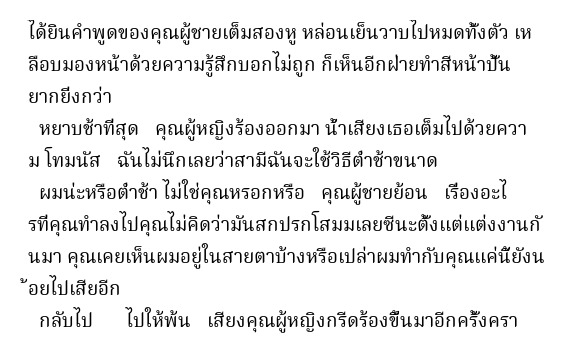 ได้ยินคำพูดของคุณผู้ชายเต็มสองหู หล่อนเย็นวาบไปหมดทั้งตัว เห
ลือบมองหน้าด้วยความรู้สึกบอกไม่ถูก ก็เห็นอีกฝ่ายทำสีหน้าปั้น
ยากยิ่งกว่า
หยาบช้าที่สุด คุณผู้หญิงร้องออกมา น้ำเสียงเธอเต็มไปด้วยควา
ม โทมนัส ฉันไม่นึกเลยว่าสามีฉันจะใช้วิธีต่ำช้าขนาด
ผมน่ะหรือต่ำช้า ไม่ใช่คุณหรอกหรือ คุณผู้ชายย้อน เรื่องอะไ
รที่คุณทำลงไปคุณไม่คิดว่ามันสกปรกโสมมเลยซีนะตั้งแต่แต่งงานกั
นมา คุณเคยเห็นผมอยู่ในสายตาบ้างหรือเปล่าผมทำกับคุณแค่นี้ยังน
้อยไปเสียอีก
กลับไป ไปให้พ้น เสียงคุณผู้หญิงกรีดร้องขึ้นมาอีกครั้งครา